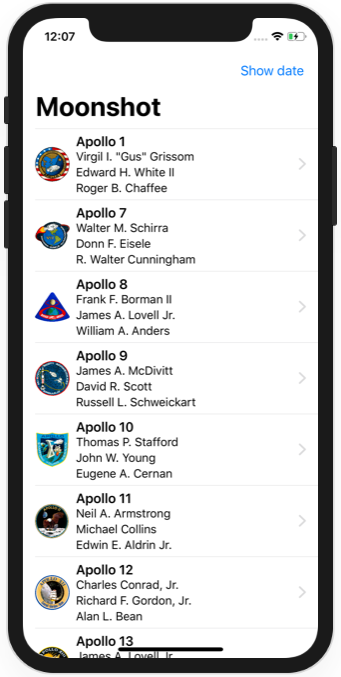 12:07
Show date
Moonshot
Apollo 1
Virgil I. "Gus" Grissom
Edward H. White II
Roger B. Chaffee
Apollo 7
Walter M. Schirra
Donn F. Eisele
R. Walter Cunningham
Apollo 8
Frank F. Borman II
James A. Lovell Jr.
William A. Anders
Apollo 9
James A. McDivitt
David R. Scott
Russell L. Schweickart
Apollo 10
Thomas P. Stafford
John W. Young
Eugene A. Cernan
Apollo 11
Neil A. Armstrong
Michael Collins
Edwin E. Aldrin Jr.
Apollo 12
Charles Conrad, Jr.
Richard F. Gordon, Jr.
Alan L. Bean
Apollo 13
James A. Lovell Jr.